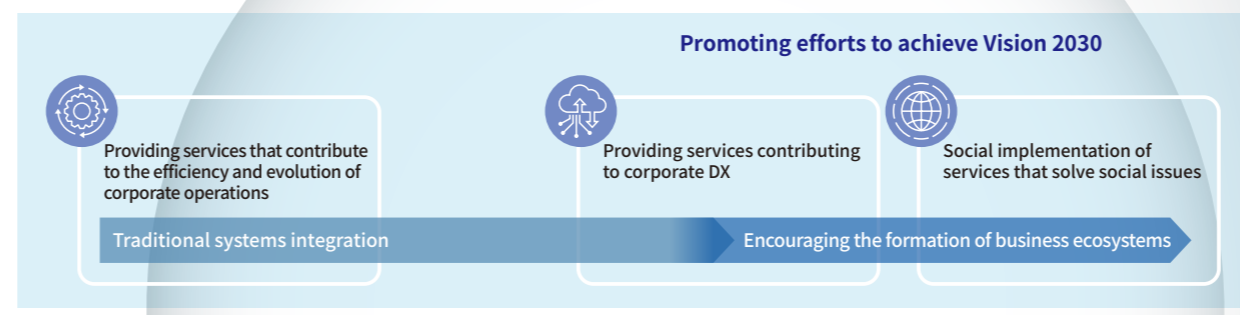 Promoting efforts to achieve Vision 2030
Providing services that contribute
to the efficiency and evolution of
corporate operations
Providing services contributing
to corporate DX
Social implementation of
services that solve social issues
Traditional systems integration
Encouraging the formation of business ecosystems